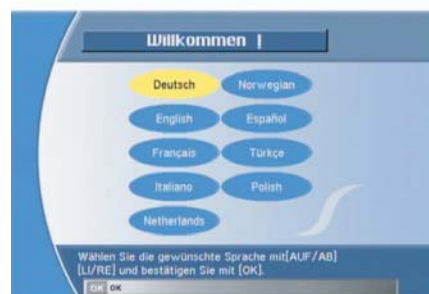 Willkommen !
Deutsch Norwegian
English Español
Français Türkçe
Italiano Polish
Netherlands
Wählen Sie die gewünschte Sprache mit[AUF/AB]
[LI/RE] und bestätigen Sie mit [OK].
OK OK